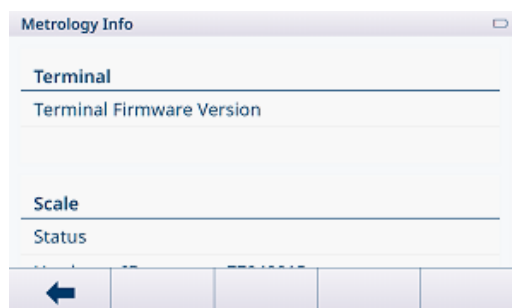 Metrology Info
Terminal
Terminal Firmware Version
Scale
Status